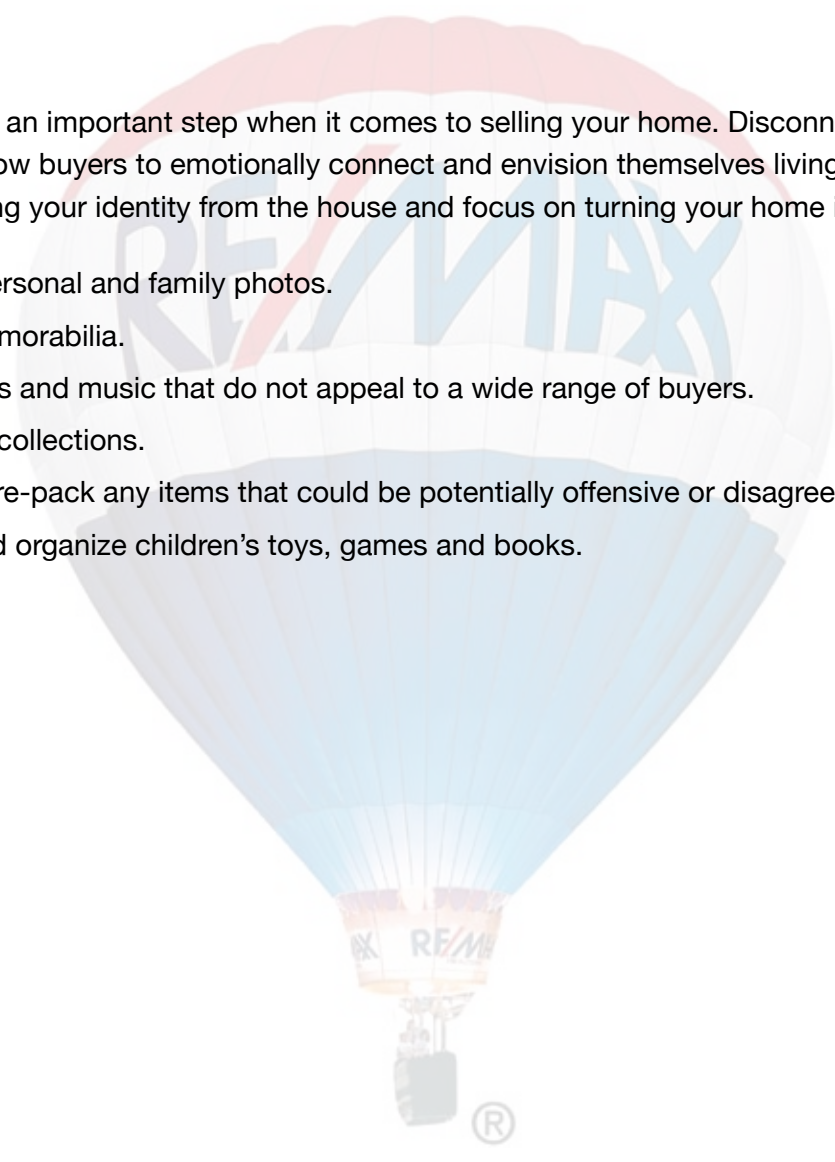 an important step when it comes to selling your home. Disconn
ow buyers to emotionally connect and envision themselves living
ng your identity from the house and focus on turning your home i
ersonal and family photos.
morabilia.
s and music that do not appeal to a wide range of buyers.
collections.
re-pack any items that could be potentially offensive or disagree
d organize children’s toys, games and books.
RE/MAX
AX RE/MA
®